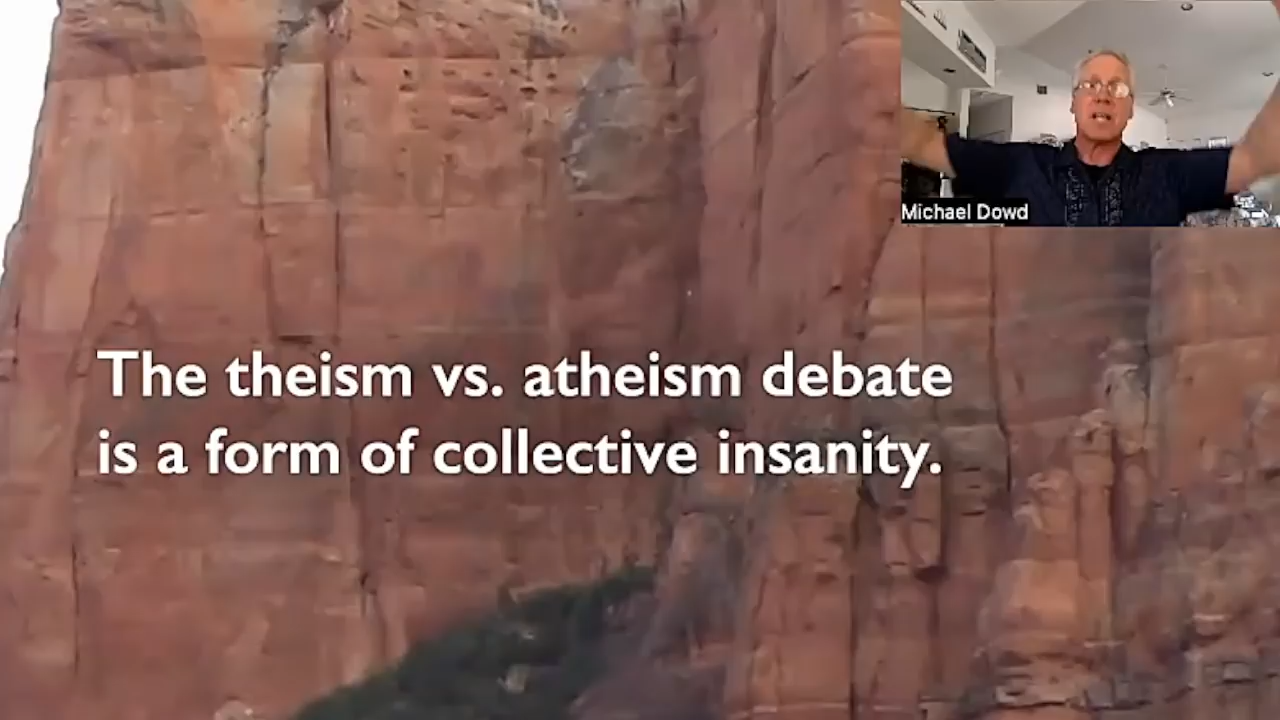 Michael Dowd
The theism vs. atheism debate
is a form of collective insanity.